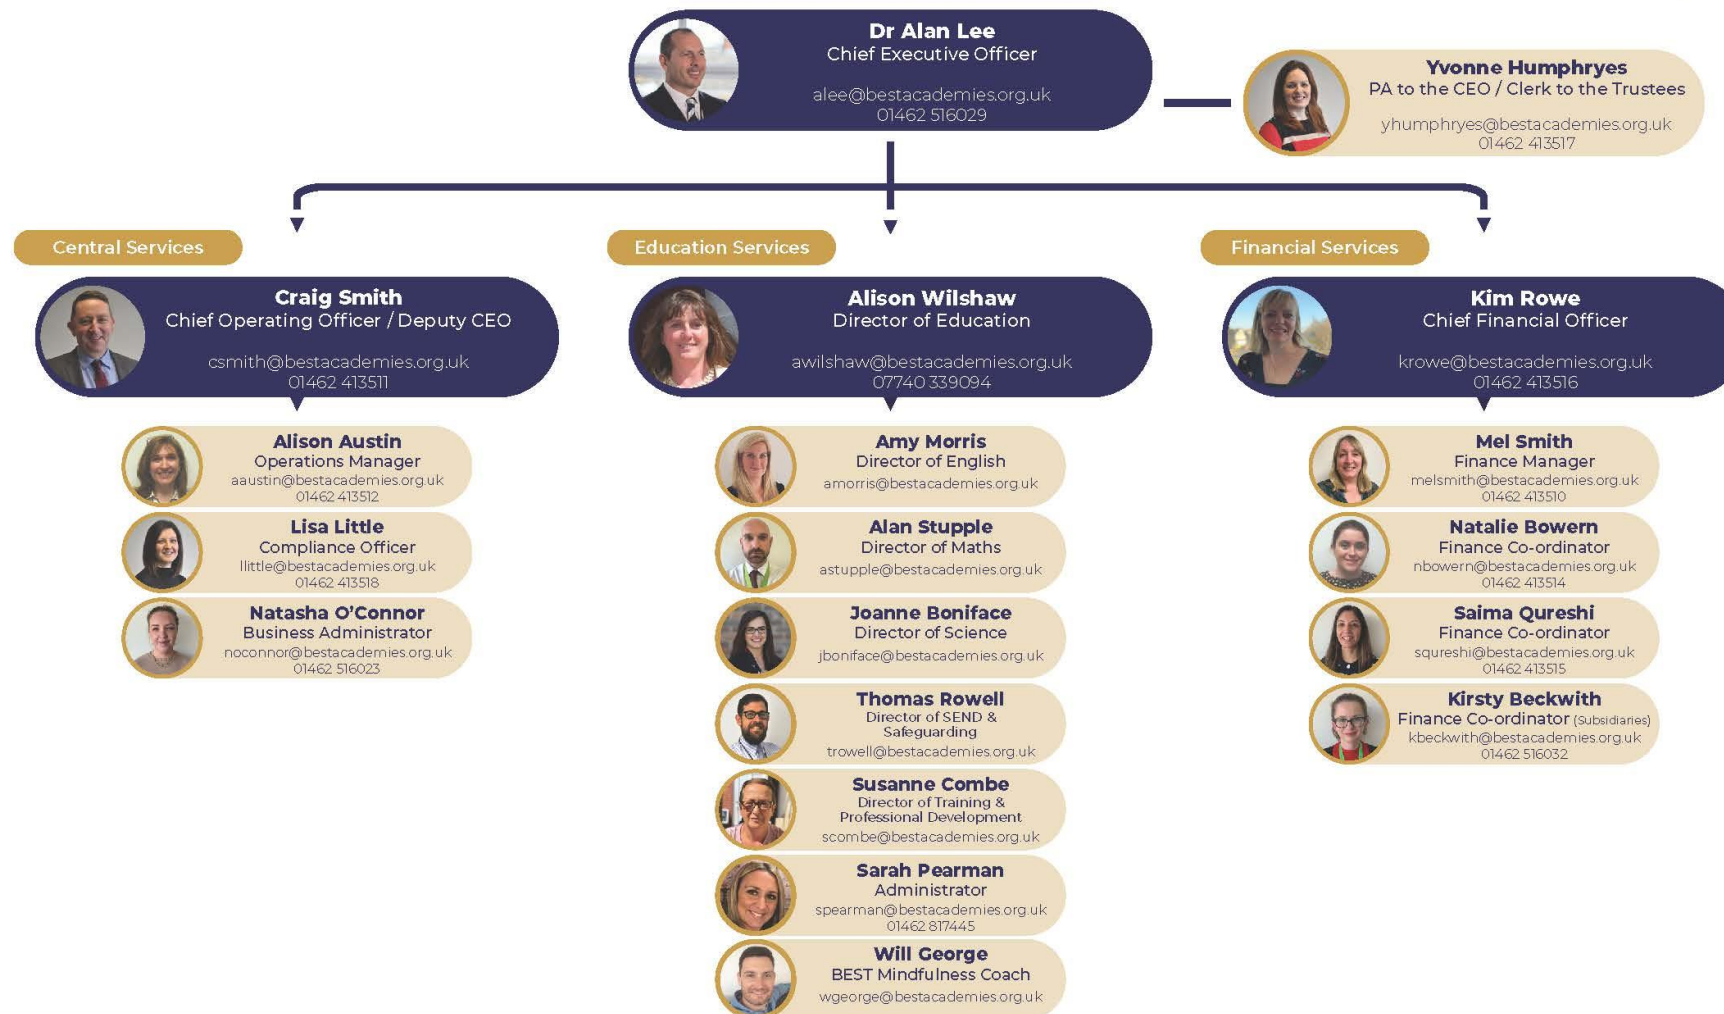 Dr Alan Lee
Chief Executive Officer
alee@bestacademies.org.uk
01462 516029
Yvonne Humphryes
PA to the CEO / Clerk to the Trustees
yhumphryes@bestacademies.org.uk
01462 413517
Central Services
Craig Smith
Chief Operating Officer / Deputy CEO
csmith@bestacademies.org.uk
01462 413511
Alison Austin
Operations Manager
aaustin@bestacademies.org.uk
01462 413512
Lisa Little
Compliance Officer
llittle@bestacademies.org.uk
01462 413518
Natasha O’Connor
Business Administrator
noconnor@bestacademies.org.uk
01462 516023
Education Services
Alison Wilshaw
Director of Education
awilshaw@bestacademies.org.uk
07740 339094
Amy Morris
Director of English
amorris@bestacademies.org.uk
Alan Stupple
Director of Maths
astupple@bestacademies.org.uk
Joanne Boniface
Director of Science
jboniface@bestacademies.org.uk
Thomas Rowell
Director of SEND &
Safeguarding
trowell@bestacademies.org.uk
Susanne Combe
Director of Training &
Professional Development
scombe@bestacademies.org.uk
Sarah Pearman
Administrator
spearman@bestacademies.org.uk
01462 817445
Will George
BEST Mindfulness Coach
wgeorge@bestacademies.org.uk
Financial Services
Kim Rowe
Chief Financial Officer
krowe@bestacademies.org.uk
01462 413516
Mel Smith
Finance Manager
melsmith@bestacademies.org.uk
01462 413510
Natalie Bowern
Finance Co-ordinator
nbowern@bestacademies.org.uk
01462 413514
Saima Qureshi
Finance Co-ordinator
squreshi@bestacademies.org.uk
01462 413515
Kirsty Beckwith
Finance Co-ordinator (Subsidiaries)
kbeckwith@bestacademies.org.uk
01462 516032